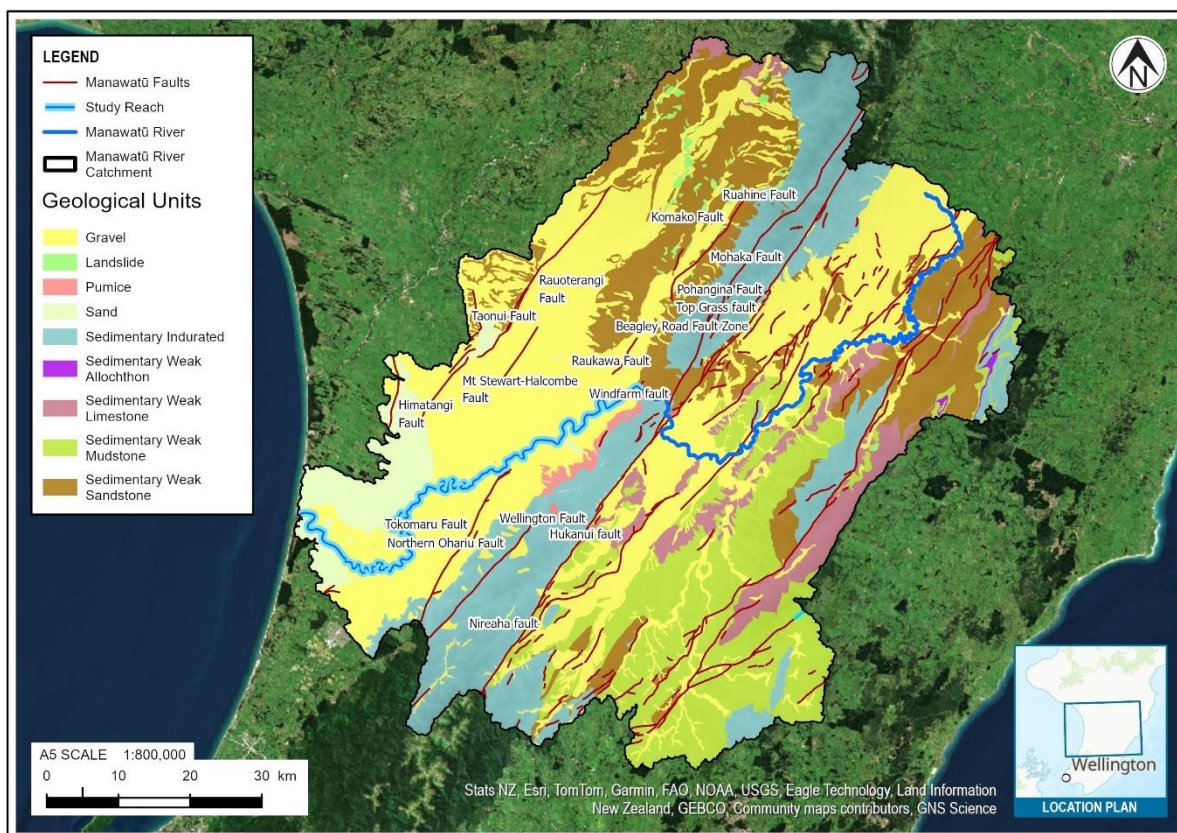 LEGEND
Manawatū Faults
Study Reach
Manawatū River
Manawatū River
Catchment
Geological Units
Gravel
Landslide
Pumice
Sand
Sedimentary Indurated
Sedimentary Weak
Allochthon
Sedimentary Weak
Limestone
Sedimentary Weak
Mudstone
Sedimentary Weak
Sandstone
N
Ruahine Fault
Komako Fault
Mohaka Fault
Rauoterangi
Fault
Pohangina Fault
Taonui Fault
Top Grass fault
Beagley Road Fault Zone
Raukawa Fault
Mt Stewart-Halcombe
Fault
Windfarm fault
Himatangi
Fault
Tokomaru Fault
Wellington Fault
Northern Ohariu Fault
Hukanui fault
Nireaha fault
A5 SCALE 1:800,000
0 10 20 30 km
Wellington
LOCATION PLAN
Stats NZ, Esri, TomTom, Garmin, FAO, NOAA, USGS, Eagle Technology, Land Information
New Zealand, GEBCO, Community maps contributors, GNS Science